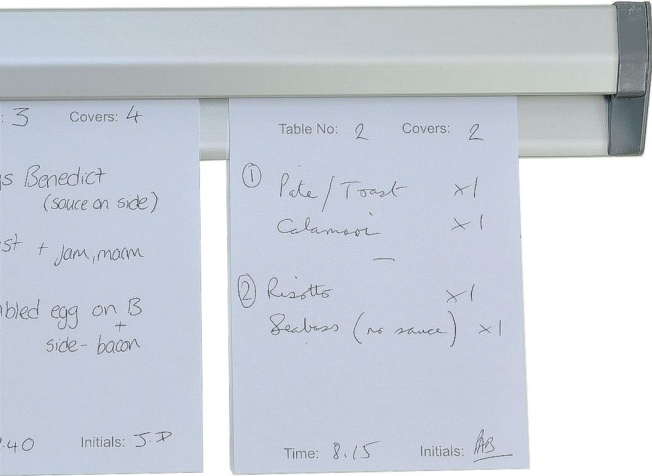 : 3 Covers: 4
s Benedict
(sauce on side)
st + Jam, marm
bled egg on B
+
side - bacon
.40 Initials: J.D
Table No: 2 Covers: 2
① Pate / Toast x1
Calamari x1
—
② Risotto x1
Seabass (no sauce) x1
Time: 8.15 Initials: AB